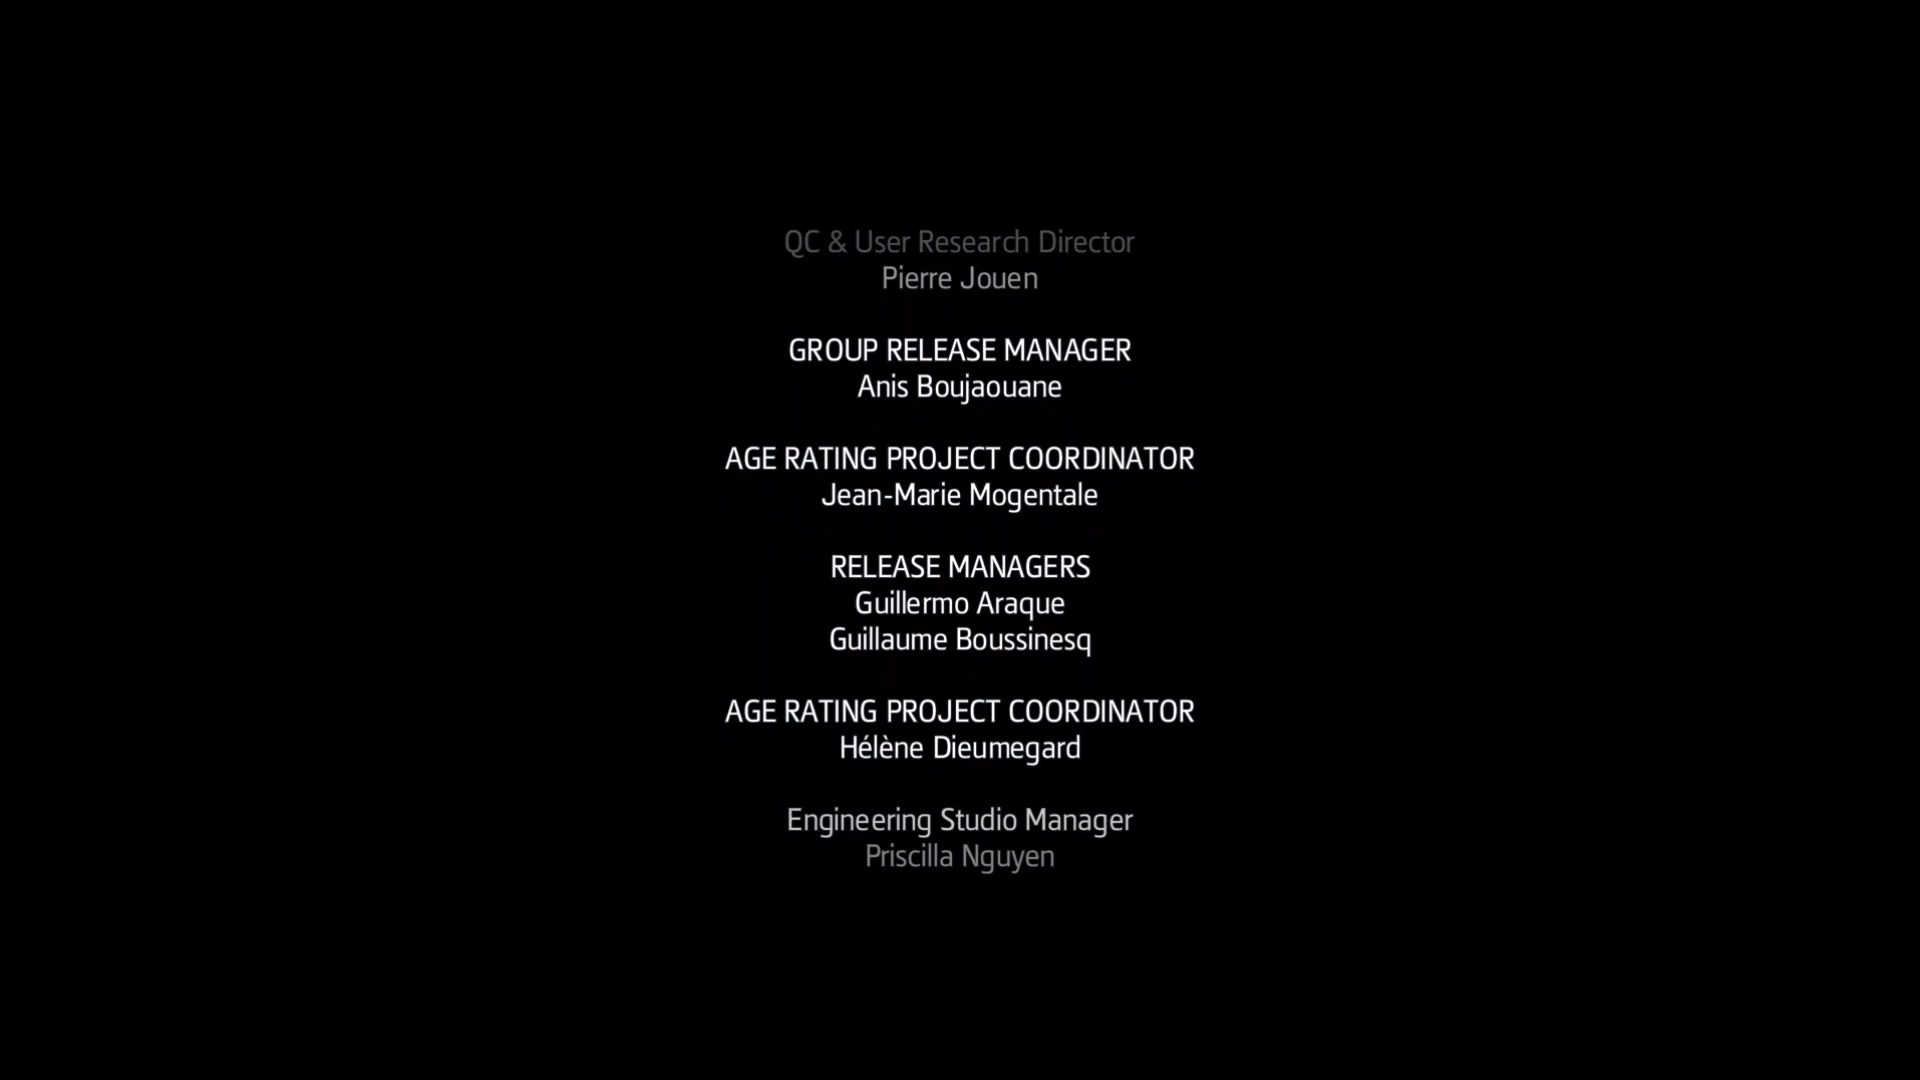 QC & User Research Director
Pierre Jouen
GROUP RELEASE MANAGER
Anis Boujaouane
AGE RATING PROJECT COORDINATOR
Jean-Marie Mogentale
RELEASE MANAGERS
Guillermo Araque
Guillaume Boussinesq
AGE RATING PROJECT COORDINATOR
Hélène Dieumegard
Engineering Studio Manager
Priscilla Nguyen